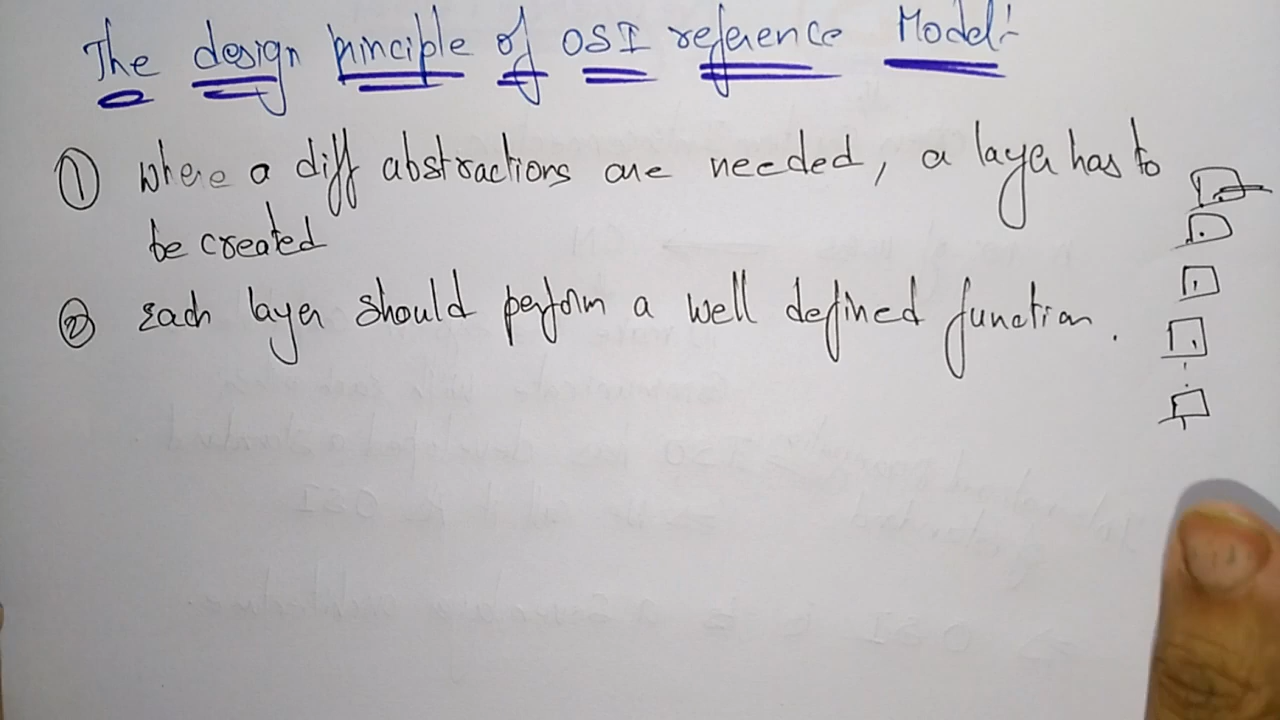 The design principle of OSI reference Model:-
① where a diff abstractions are needed, a layer has to
be created
② Each layer should perform a well defined function.